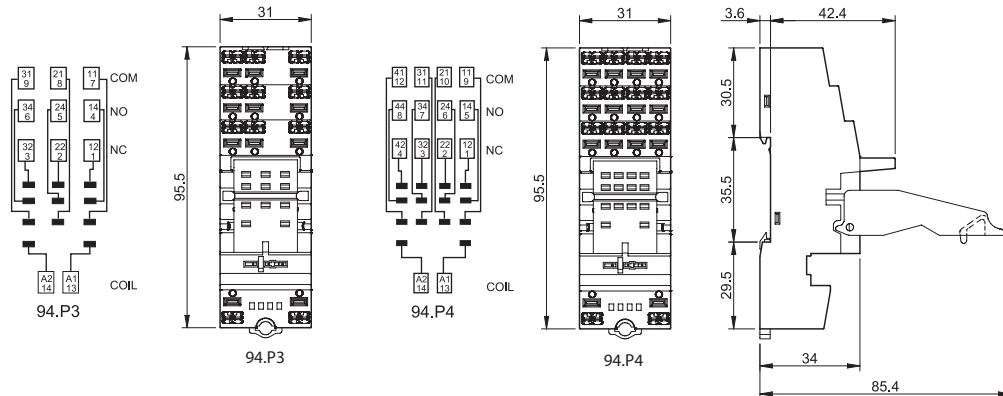 31 21 11 COM
9 8 7
34 24 14 NO
6 5 4
32 22 12 NC
3 2 1
A2 A1 COIL
14 13
94.P3
31
95.5
94.P3
41 31 21 11 COM
12 11 10 9
44 34 24 14 NO
8 7 6 5
42 32 22 12 NC
4 3 2 1
A2 A1 COIL
14 13
94.P4
31
95.5
94.P4
3.6 42.4
30.5
35.5
29.5
34
85.4